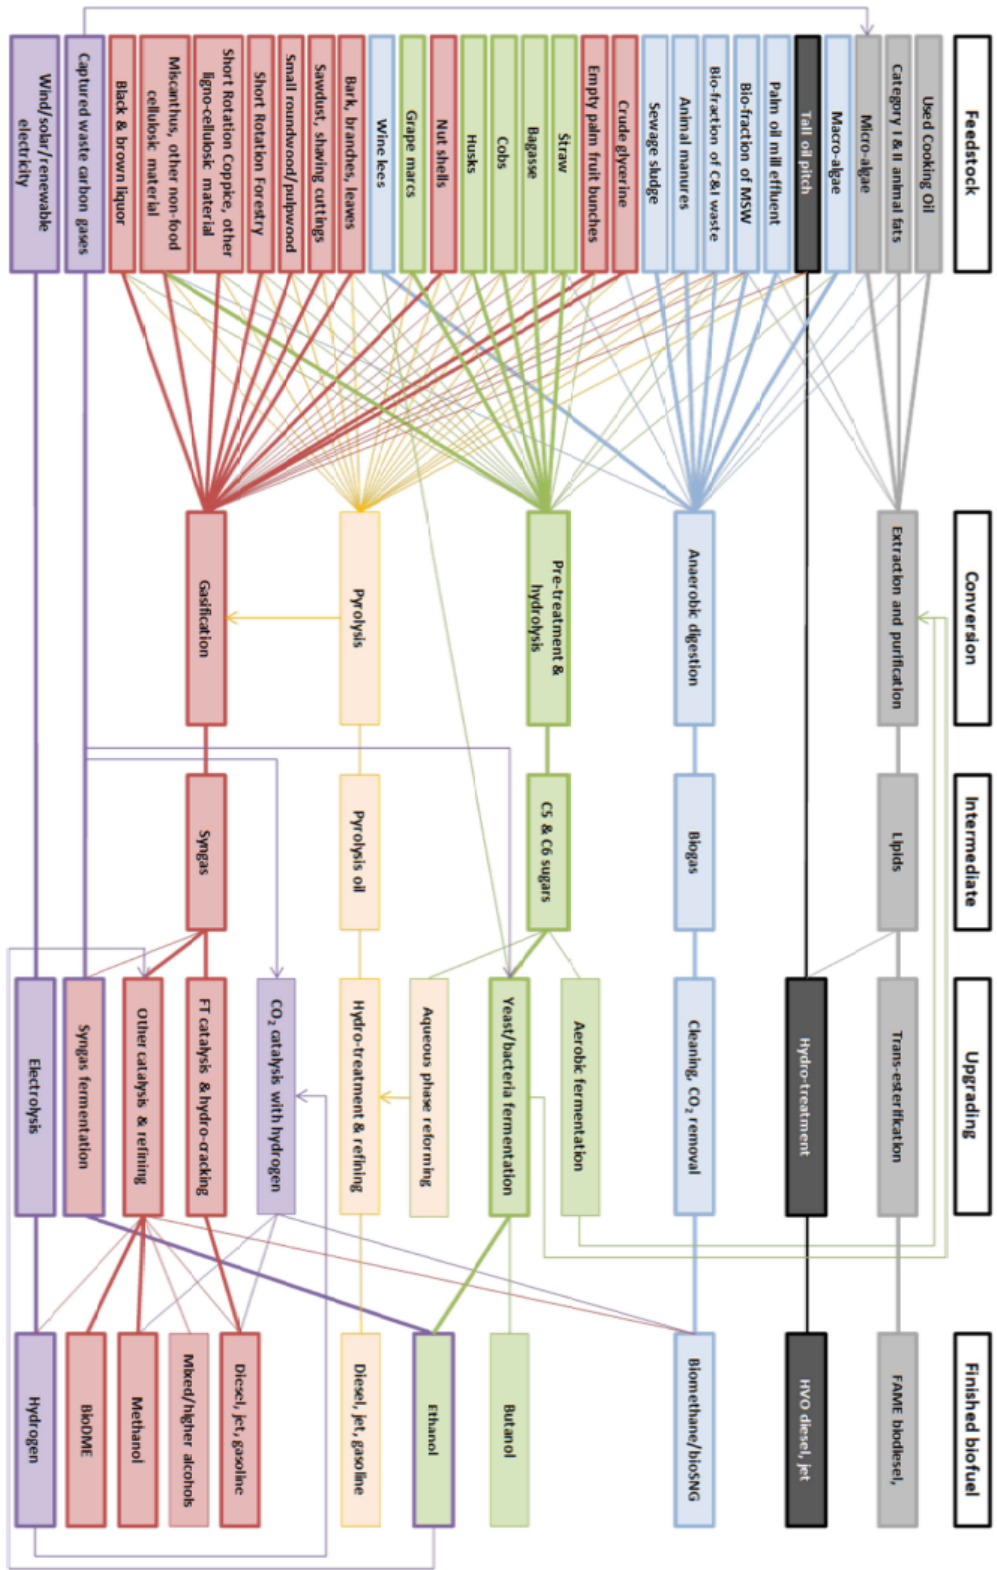 Feedstock
Used Cooking Oil
Category I & II animal fats
Micro-algae
Macro-algae
Tall oil pitch
Palm oil mill effluent
Bio-fraction of MSW
Bio-fraction of C&I waste
Animal manures
Sewage sludge
Crude glycerine
Empty palm fruit bunches
Straw
Bagasse
Cobs
Husks
Nut shells
Grape marcs
Wine lees
Bark, branches, leaves
Sawdust, shaving cuttings
Small roundwood/pulpwood
Short Rotation Forestry
Short Rotation Coppice, other
ligno-cellulosic material
Miscanthus, other non-food
cellulosic material
Black & brown liquor
Captured waste carbon gases
Wind/solar/renewable
electricity
Conversion
Extraction and purification
Anaerobic digestion
Pre-treatment &
hydrolysis
Pyrolysis
Gasification
Intermediate
Lipids
Biogas
C5 & C6 sugars
Pyrolysis oil
Syngas
Upgrading
Trans-esterification
Hydro-treatment
Cleaning, CO2 removal
Aerobic fermentation
Yeast/bacteria fermentation
Aqueous phase reforming
Hydro-treatment & refining
CO2 catalysis with hydrogen
FT catalysis & hydro-cracking
Other catalysis & refining
Syngas fermentation
Electrolysis
Finished biofuel
FAME biodiesel,
HVO diesel, jet
Biomethane/bioSNG
Butanol
Ethanol
Diesel, jet, gasoline
Diesel, jet, gasoline
Mixed/higher alcohols
Methanol
BioDME
Hydrogen